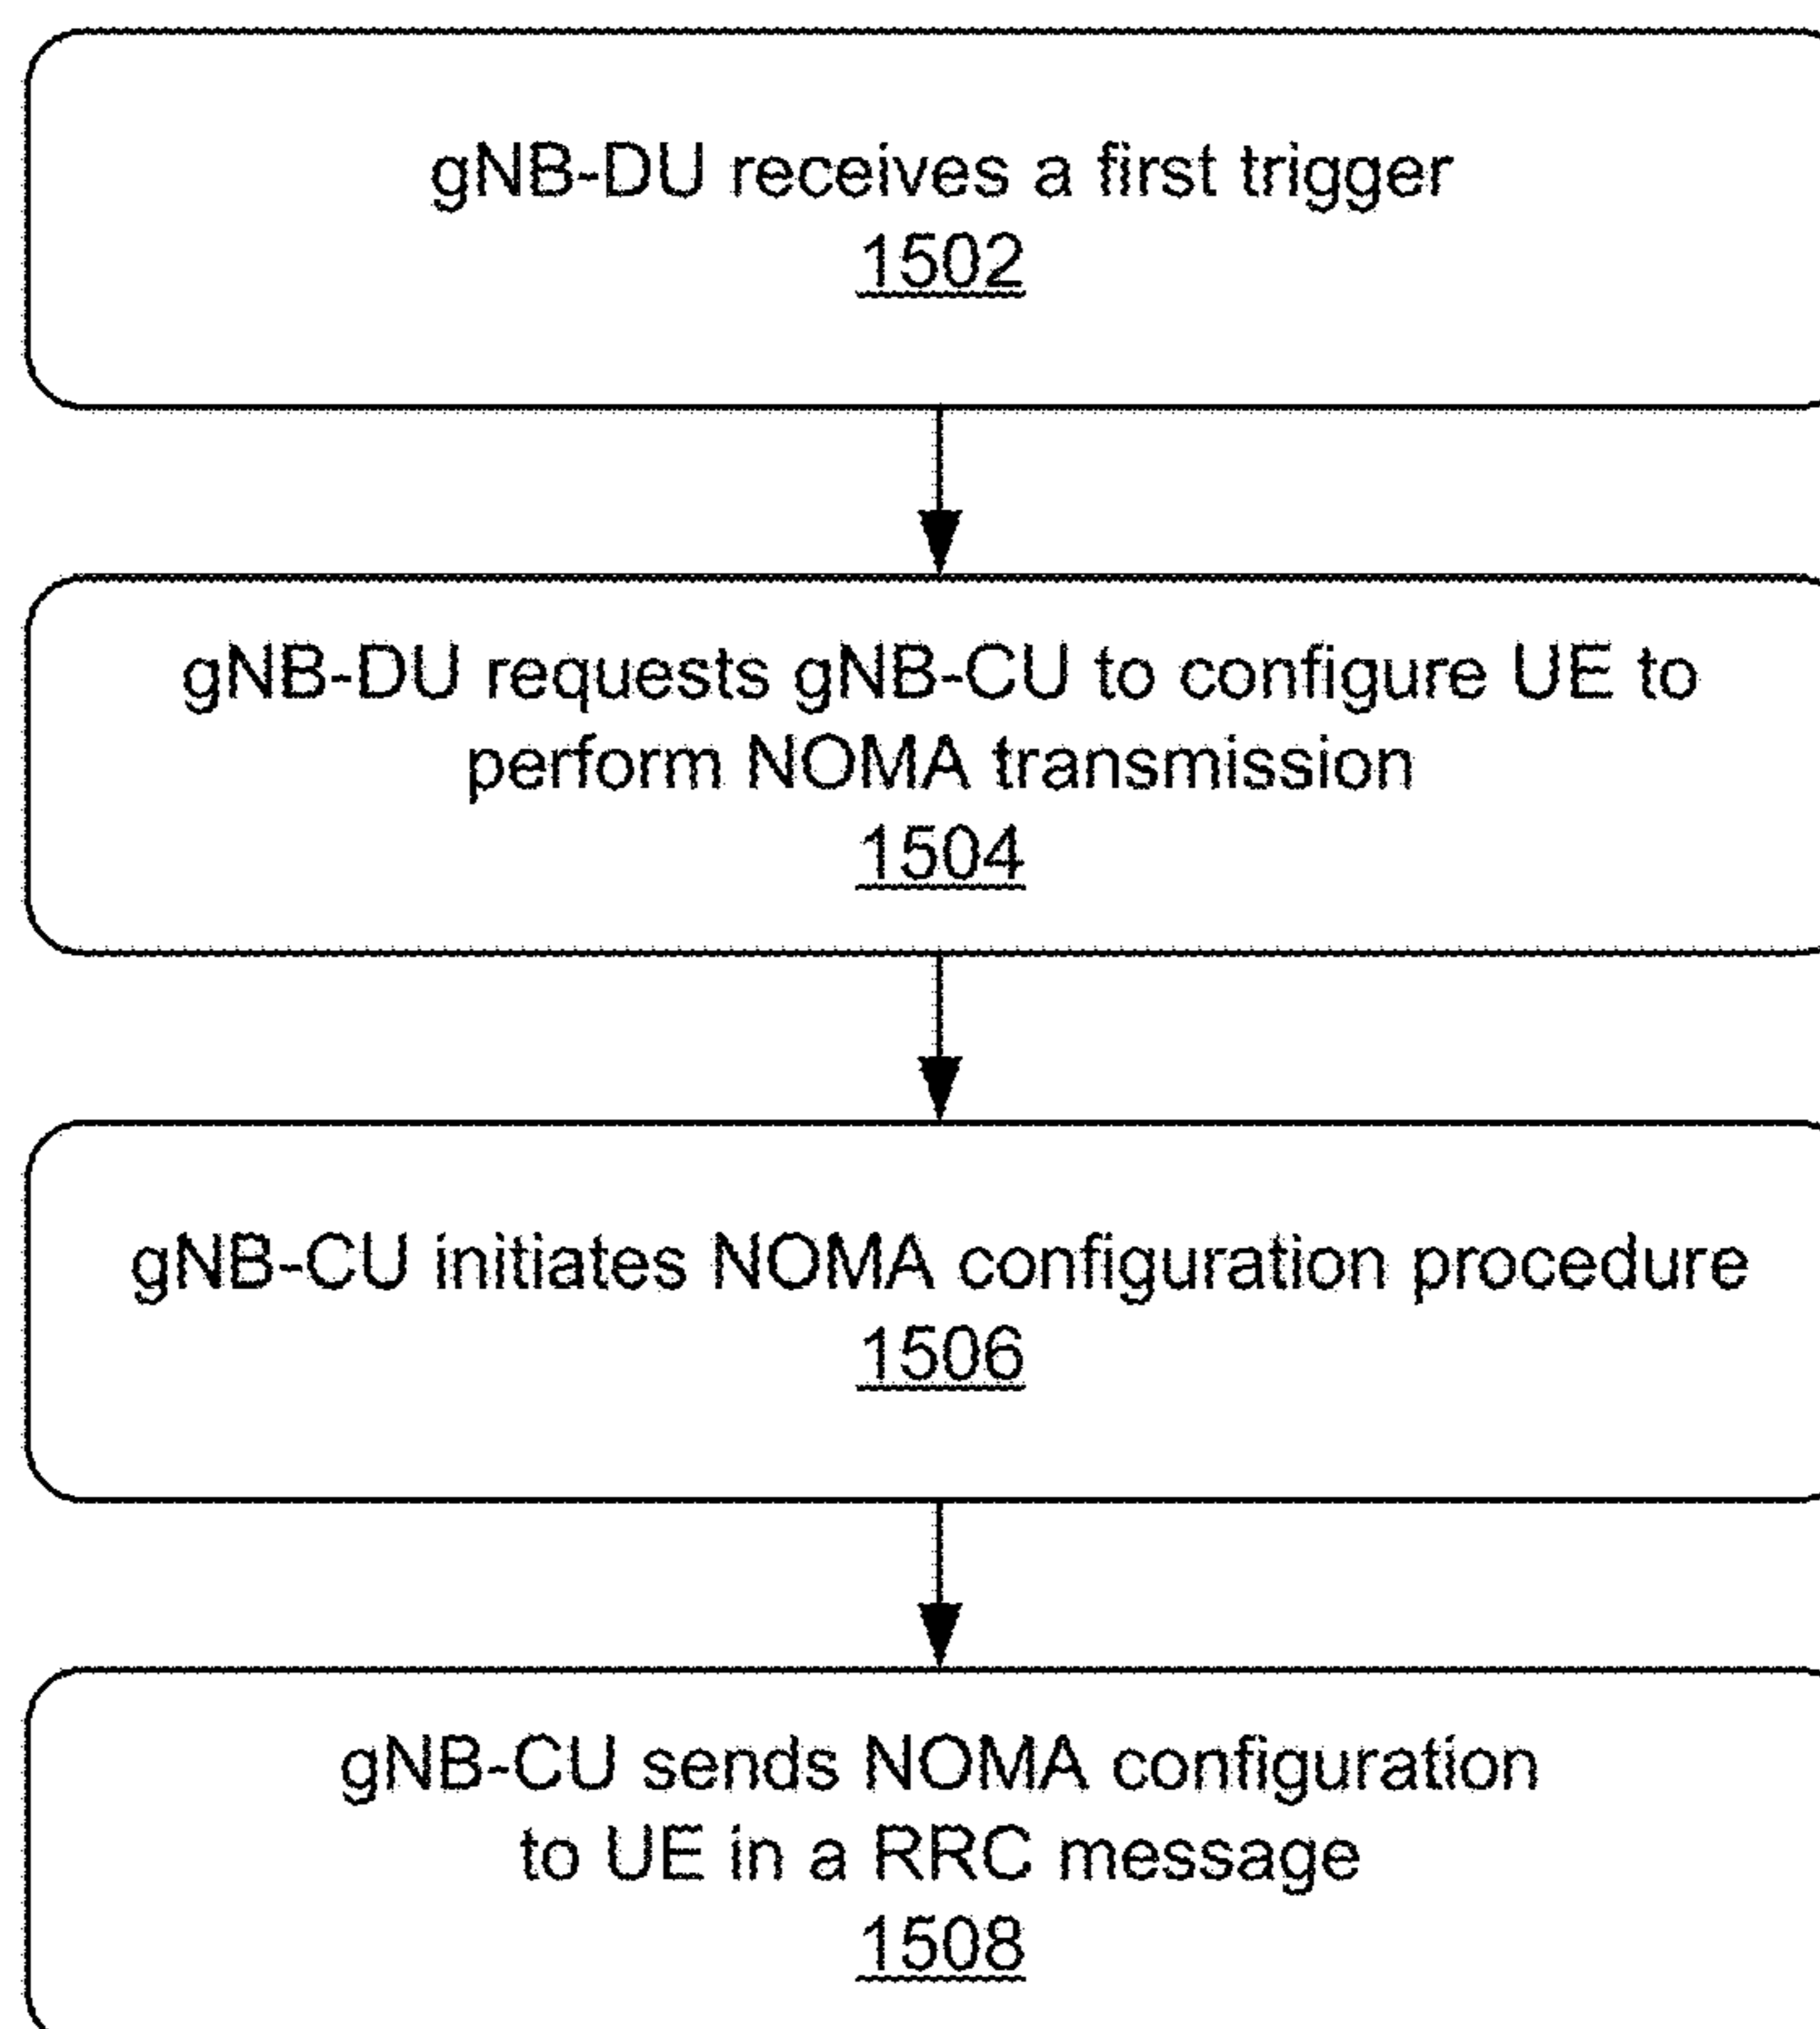 gNB-DU receives a first trigger
1502
gNB-DU requests gNB-CU to configure UE to
perform NOMA transmission
1504
gNB-CU initiates NOMA configuration procedure
1506
gNB-CU sends NOMA configuration
to UE in a RRC message
1508